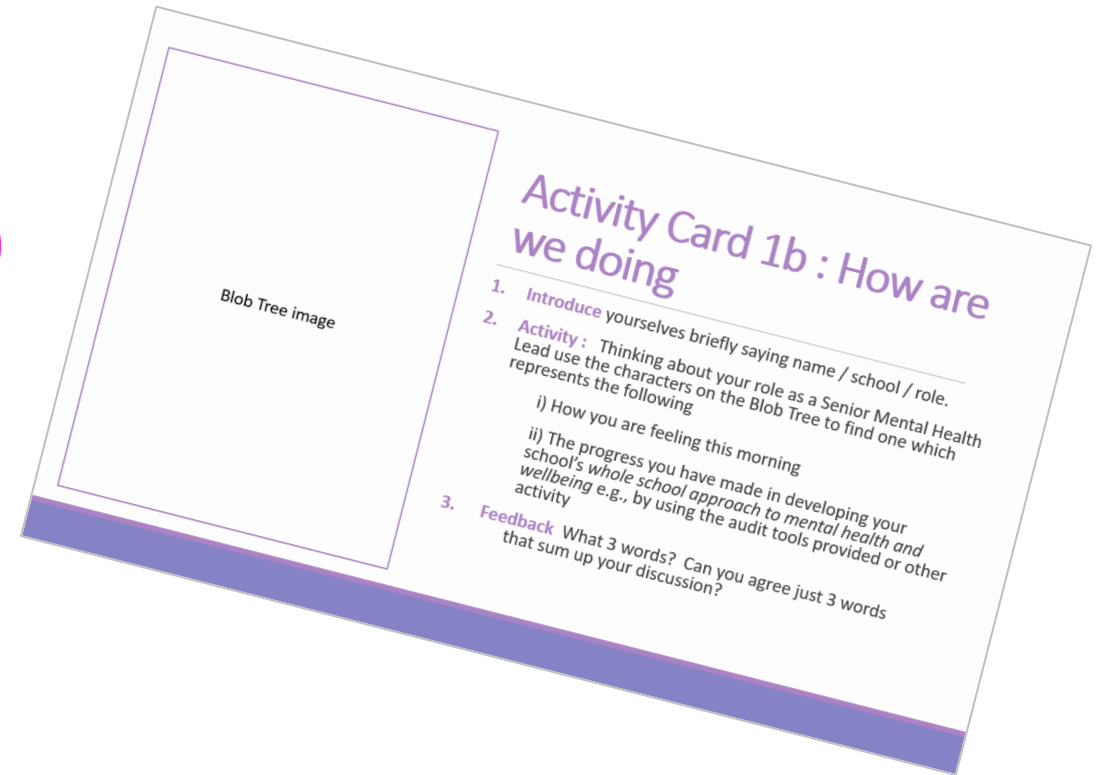 Blob Tree image
Activity Card 1b : How are
we doing
1. Introduce yourselves briefly saying name / school / role.
2. Activity : Thinking about your role as a Senior Mental Health
Lead use the characters on the Blob Tree to find one which
represents the following
i) How you are feeling this morning
ii) The progress you have made in developing your
school’s whole school approach to mental health and
wellbeing e.g., by using the audit tools provided or other
activity
3. Feedback What 3 words? Can you agree just 3 words
that sum up your discussion?